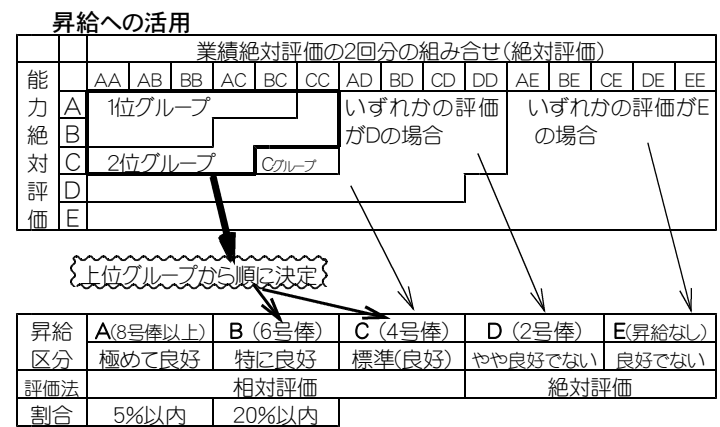 昇給への活用
業績絶対評価の2回分の組み合せ(絶対評価)
能力絶対評価
AA AB BB AC BC CC AD BD CD DD AE BE CE DE EE
A 1位グループ いずれかの評価 いずれかの評価がE
B がDの場合 の場合
C 2位グループ Cグループ
D
E
上位グループから順に決定
昇給 A(8号俸以上) B (6号俸) C (4号俸) D (2号俸) E(昇給なし)
区分 極めて良好 特に良好 標準(良好) やや良好でない 良好でない
評価法 相対評価 絶対評価
割合 5%以内 20%以内